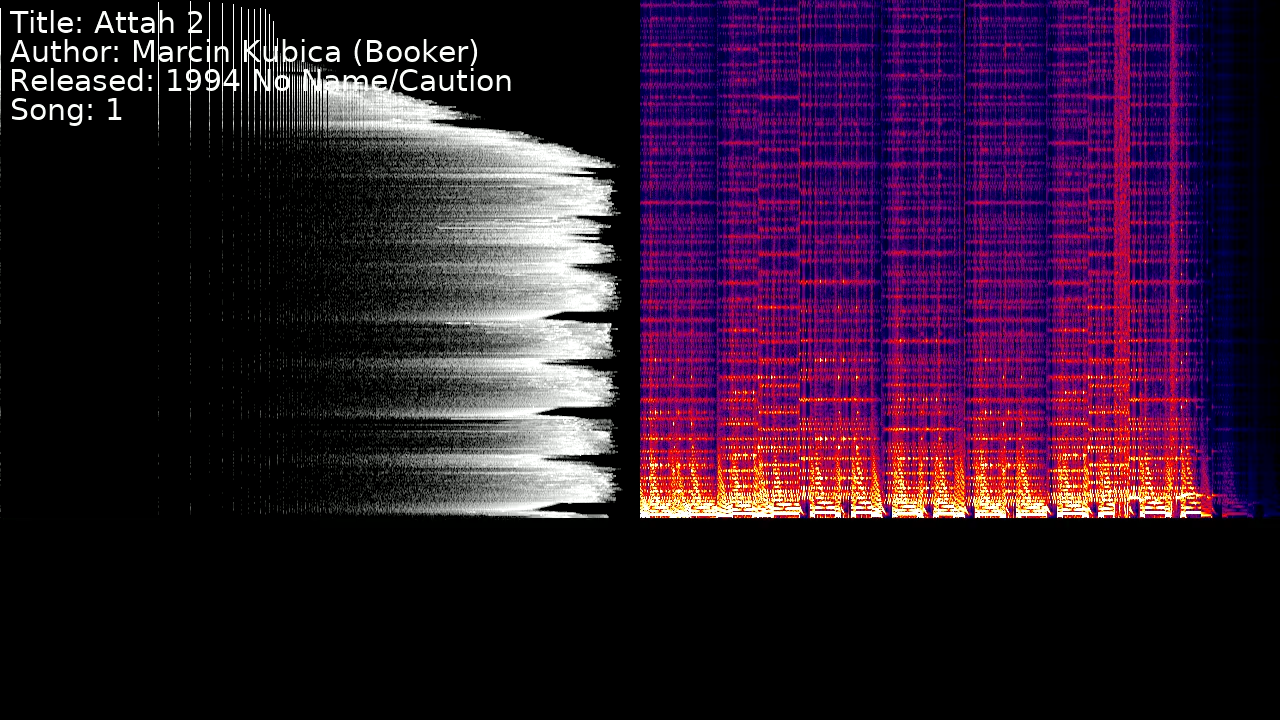 Title: Attah 2
Author: Marcin Kubica (Booker)
Released: 1994 No Name/Caution
Song: 1